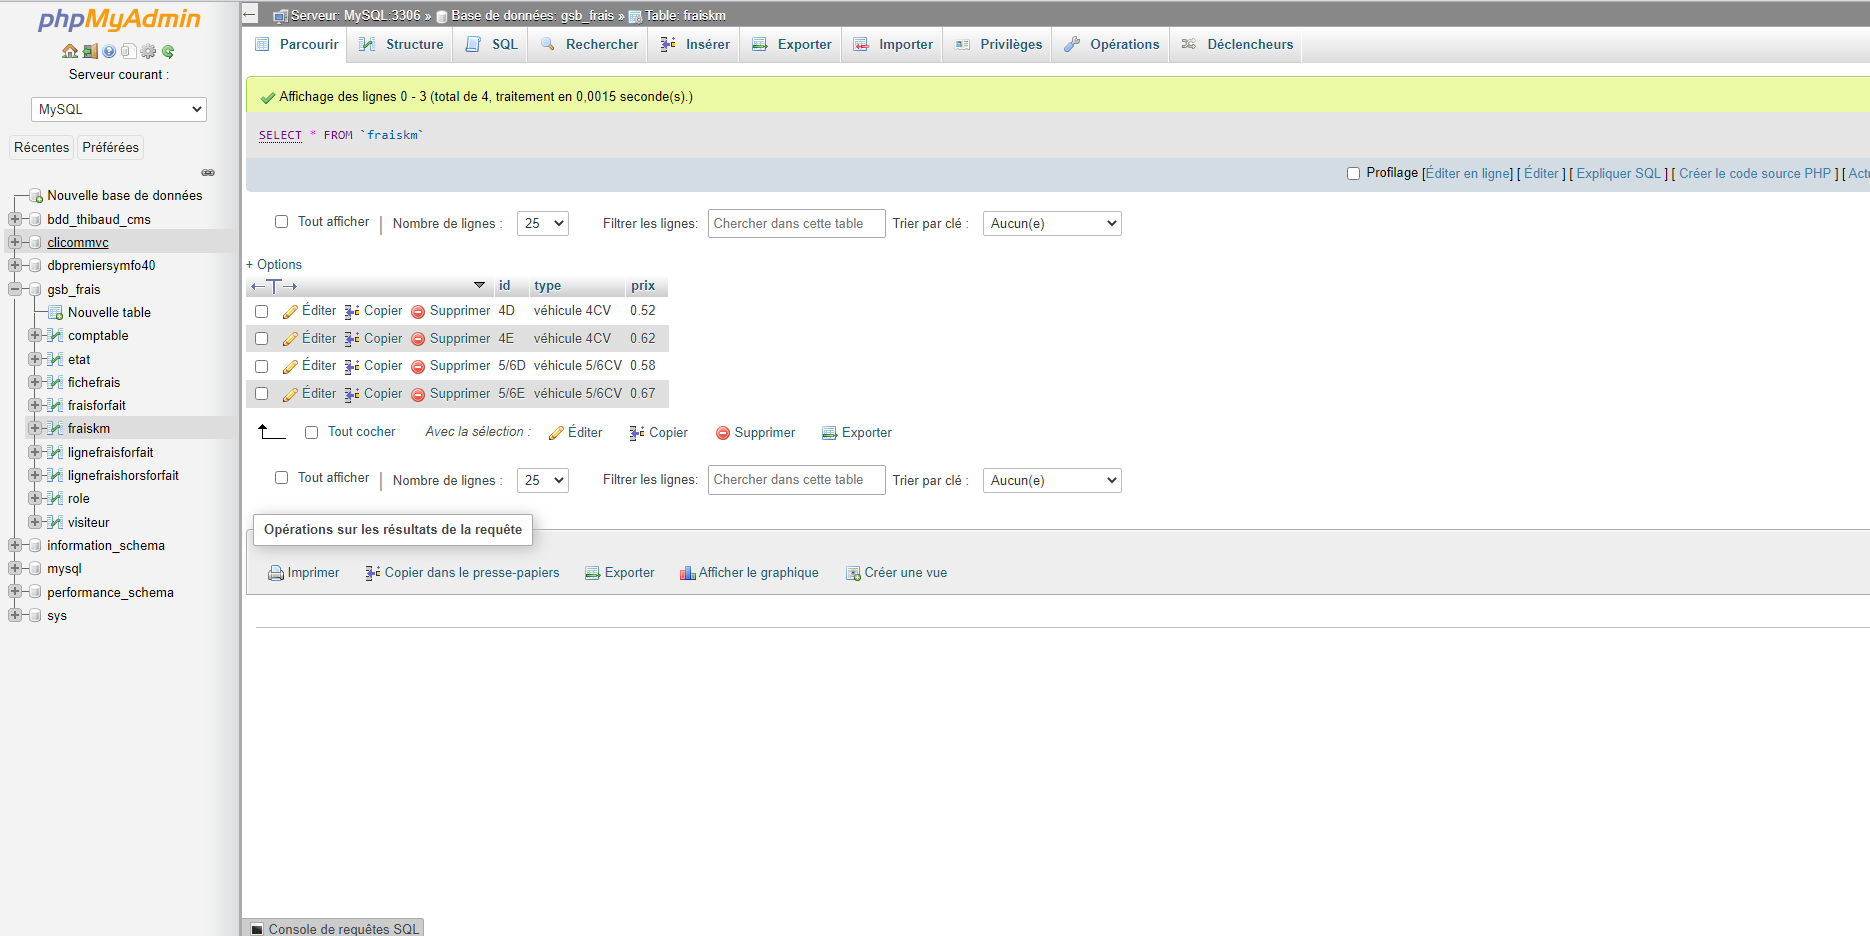 phpMyAdmin
Serveur courant :
MySQL
Récentes Préférées
Nouvelle base de données
bdd_thibaud_cms
clicommvc
dbpremiersymfo40
gsb_frais
Nouvelle table
comptable
etat
fichefrais
fraisforfait
fraiskm
lignefraisforfait
lignefraishorsforfait
role
visiteur
information_schema
mysql
performance_schema
sys
Serveur: MySQL:3306 » Base de données: gsb_frais » Table: fraiskm
Parcourir Structure SQL Rechercher Insérer Exporter Importer Privilèges Opérations Déclencheurs
Affichage des lignes 0 - 3 (total de 4, traitement en 0,0015 seconde(s).)
SELECT * FROM `fraiskm`
Profilage [Éditer en ligne] [ Éditer ] [ Expliquer SQL ] [ Créer le code source PHP ] [ Actu
Tout afficher | Nombre de lignes : 25 Filtrer les lignes: Chercher dans cette table Trier par clé : Aucun(e)
+ Options
←T→ id type prix
Éditer Copier Supprimer 4D véhicule 4CV 0.52
Éditer Copier Supprimer 4E véhicule 4CV 0.62
Éditer Copier Supprimer 5/6D véhicule 5/6CV 0.58
Éditer Copier Supprimer 5/6E véhicule 5/6CV 0.67
Tout cocher Avec la sélection : Éditer Copier Supprimer Exporter
Tout afficher | Nombre de lignes : 25 Filtrer les lignes: Chercher dans cette table Trier par clé : Aucun(e)
Opérations sur les résultats de la requête
Imprimer Copier dans le presse-papiers Exporter Afficher le graphique Créer une vue
Console de requêtes SQL